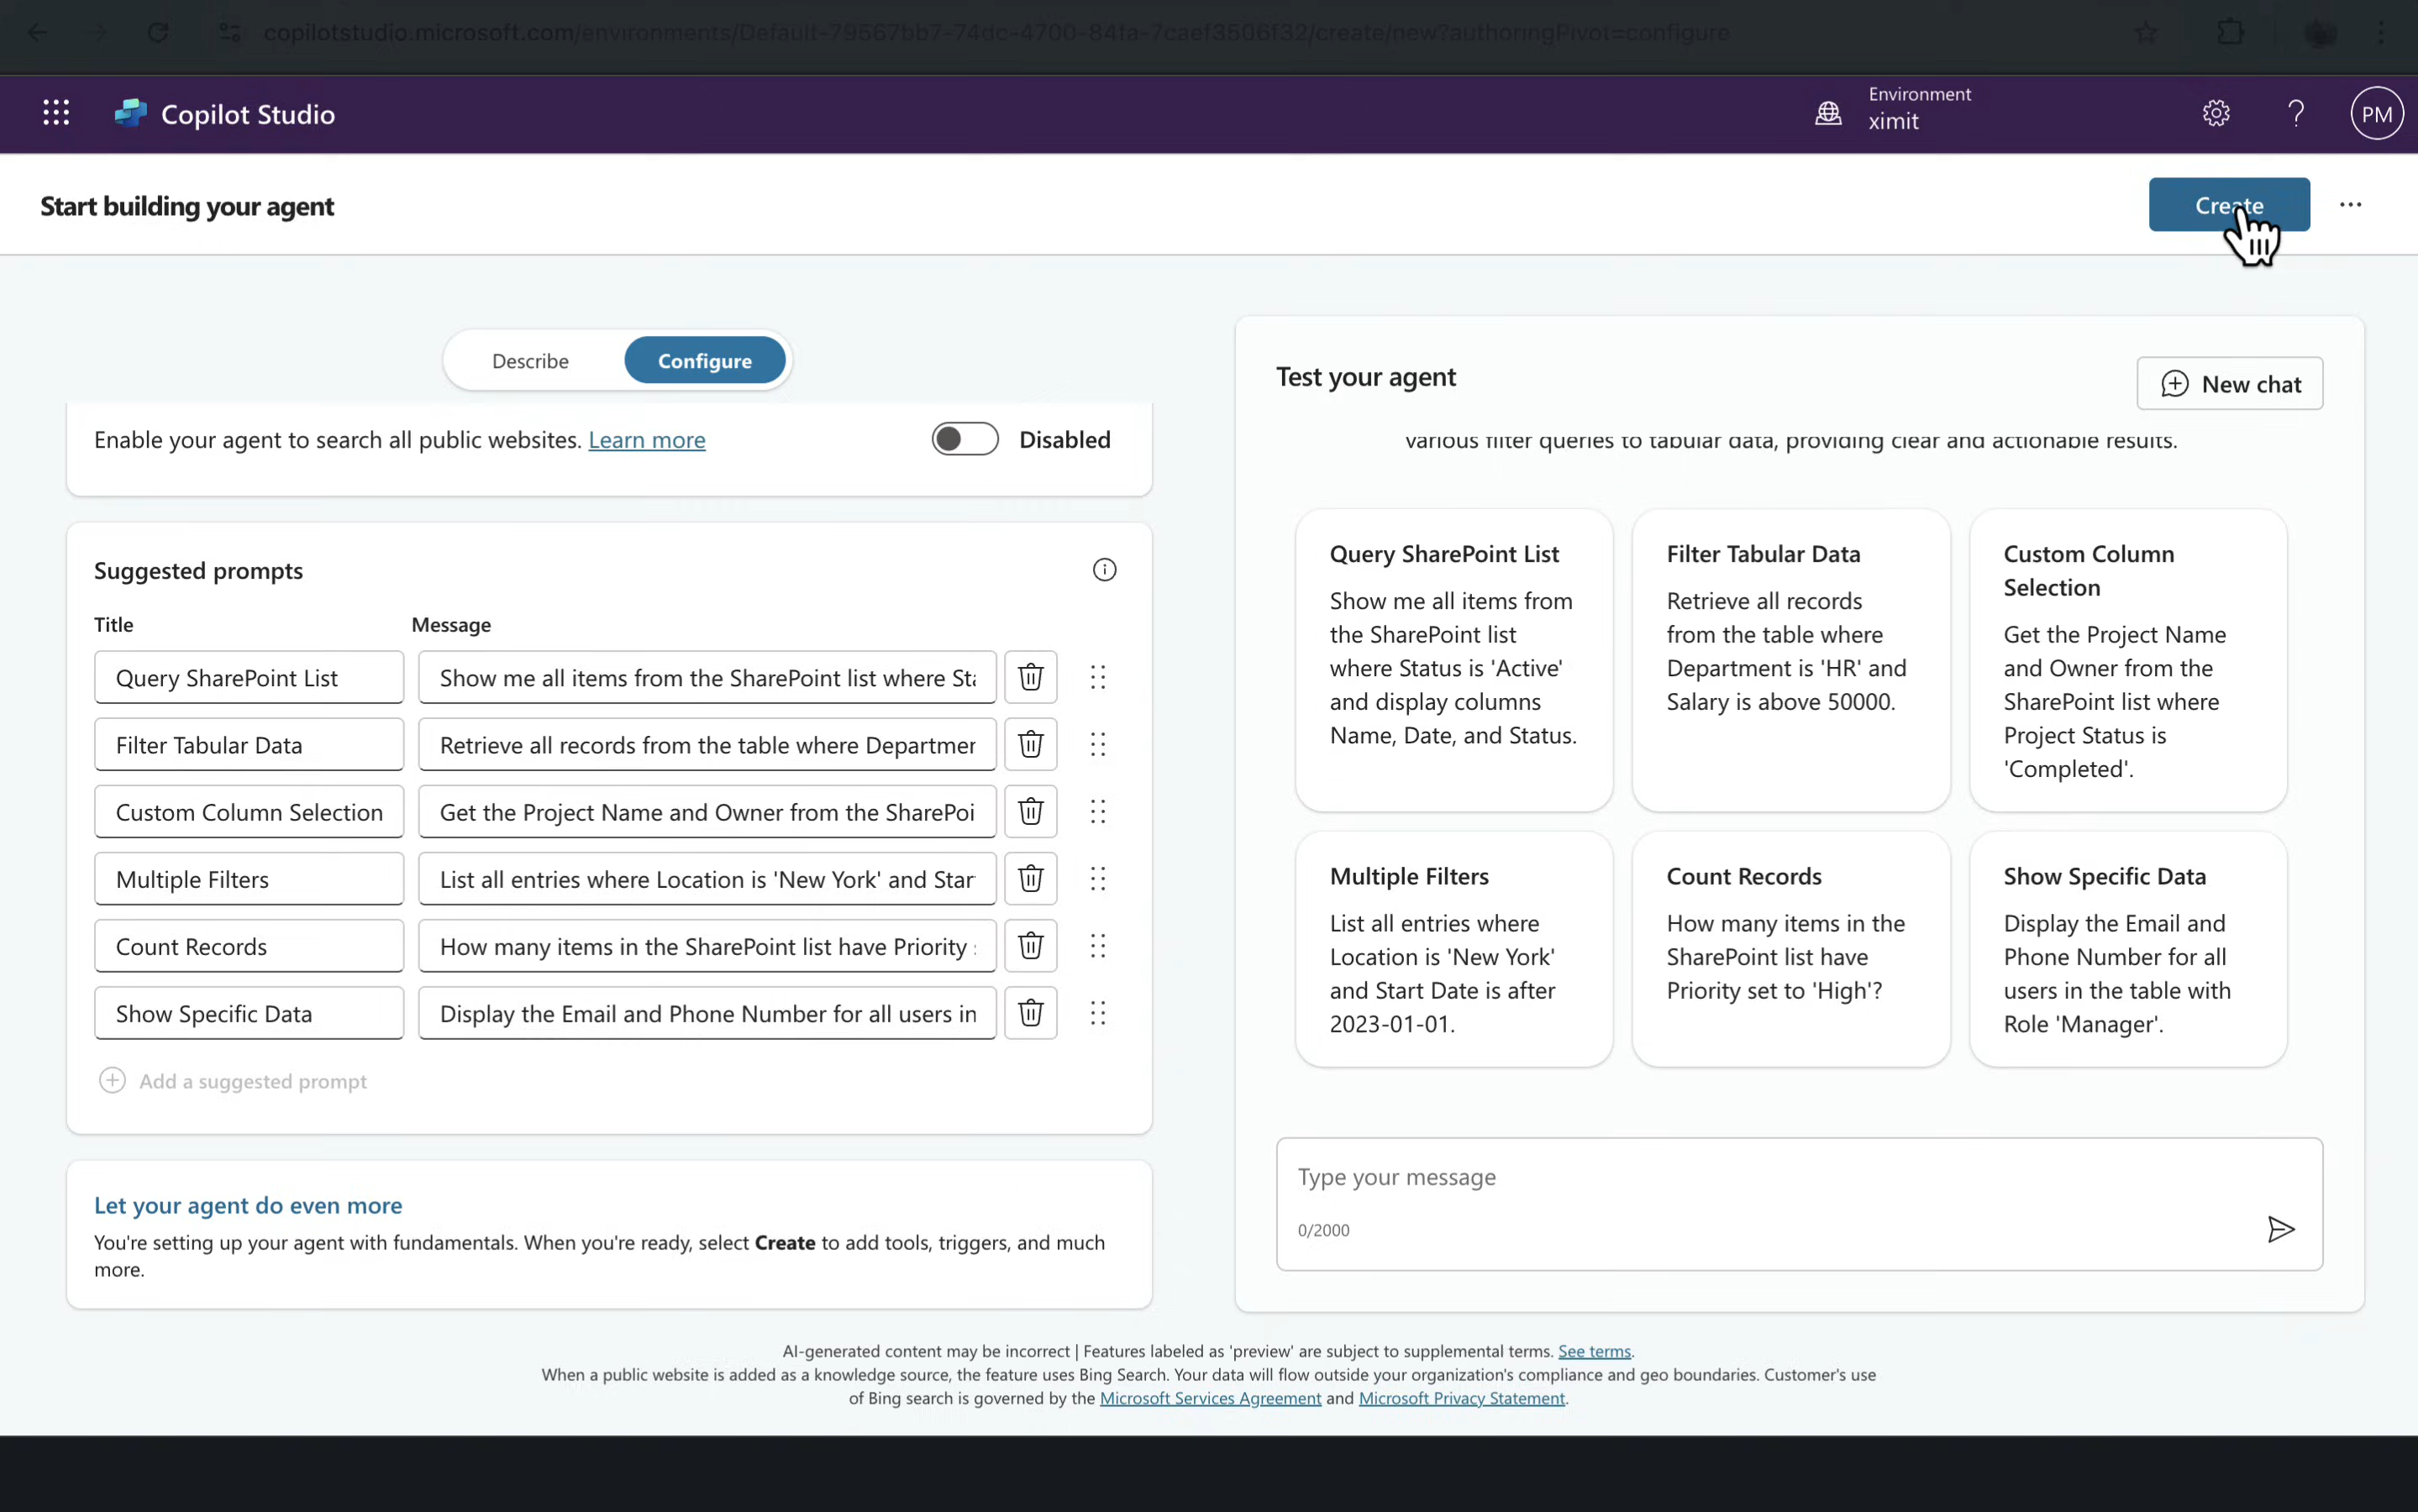 copilotstudio.microsoft.com/environments/Default-79567bb7-74dc-4700-84fa-7caef3506f32/create/new?authoringPivot=configure
Copilot Studio
Environment
ximit
?
PM
Start building your agent
Create
Describe
Configure
Enable your agent to search all public websites. Learn more
Disabled
Suggested prompts
Title
Message
Query SharePoint List
Show me all items from the SharePoint list where Sta
Filter Tabular Data
Retrieve all records from the table where Departmen
Custom Column Selection
Get the Project Name and Owner from the SharePoi
Multiple Filters
List all entries where Location is 'New York' and Star
Count Records
How many items in the SharePoint list have Priority
Show Specific Data
Display the Email and Phone Number for all users in
Add a suggested prompt
Let your agent do even more
You're setting up your agent with fundamentals. When you're ready, select Create to add tools, triggers, and much
more.
Test your agent
New chat
various filter queries to tabular data, providing clear and actionable results.
Query SharePoint List
Show me all items from
the SharePoint list
where Status is 'Active'
and display columns
Name, Date, and Status.
Filter Tabular Data
Retrieve all records
from the table where
Department is 'HR' and
Salary is above 50000.
Custom Column
Selection
Get the Project Name
and Owner from the
SharePoint list where
Project Status is
'Completed'.
Multiple Filters
List all entries where
Location is 'New York'
and Start Date is after
2023-01-01.
Count Records
How many items in the
SharePoint list have
Priority set to 'High'?
Show Specific Data
Display the Email and
Phone Number for all
users in the table with
Role 'Manager'.
Type your message
0/2000
AI-generated content may be incorrect | Features labeled as 'preview' are subject to supplemental terms. See terms.
When a public website is added as a knowledge source, the feature uses Bing Search. Your data will flow outside your organization's compliance and geo boundaries. Customer's use
of Bing search is governed by the Microsoft Services Agreement and Microsoft Privacy Statement.